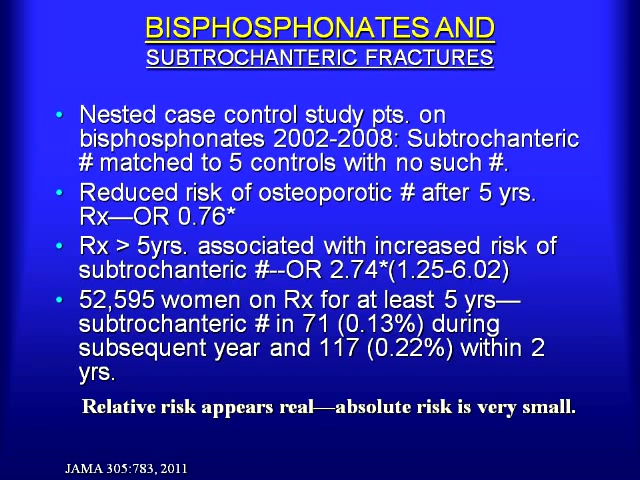 BISPHOSPHONATES AND
SUBTROCHANTERIC FRACTURES
• Nested case control study pts. on
bisphosphonates 2002-2008: Subtrochanteric
# matched to 5 controls with no such #.
• Reduced risk of osteoporotic # after 5 yrs.
Rx—OR 0.76*
• Rx > 5yrs. associated with increased risk of
subtrochanteric #--OR 2.74*(1.25-6.02)
• 52,595 women on Rx for at least 5 yrs—
subtrochanteric # in 71 (0.13%) during
subsequent year and 117 (0.22%) within 2
yrs.
Relative risk appears real—absolute risk is very small.
JAMA 305:783, 2011